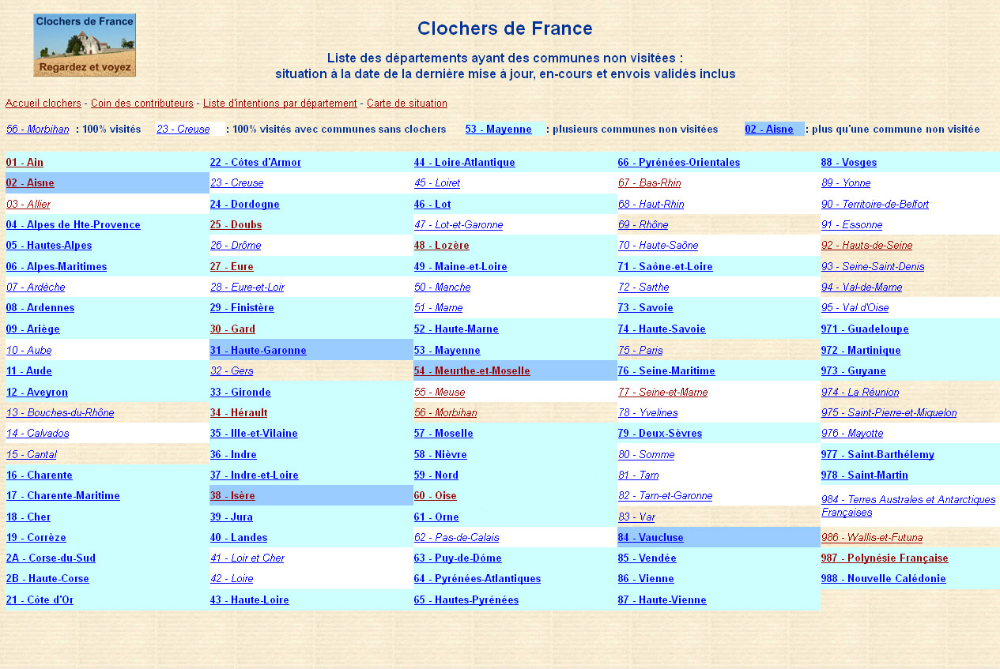 Clochers de France
Regardez et voyez
Clochers de France
Liste des départements ayant des communes non visitées :
situation à la date de la dernière mise à jour, en-cours et envois validés inclus
Accueil clochers - Coin des contributeurs - Liste d'intentions par département - Carte de situation
56 - Morbihan : 100% visités 23 - Creuse : 100% visités avec communes sans clochers 53 - Mayenne : plusieurs communes non visitées 02 - Aisne : plus qu'une commune non visitée
01 - Ain 22 - Côtes d'Armor 44 - Loire-Atlantique 66 - Pyrénées-Orientales 88 - Vosges
02 - Aisne 23 - Creuse 45 - Loiret 67 - Bas-Rhin 89 - Yonne
03 - Allier 24 - Dordogne 46 - Lot 68 - Haut-Rhin 90 - Territoire-de-Belfort
04 - Alpes de Hte-Provence 25 - Doubs 47 - Lot-et-Garonne 69 - Rhône 91 - Essonne
05 - Hautes-Alpes 26 - Drôme 48 - Lozère 70 - Haute-Saône 92 - Hauts-de-Seine
06 - Alpes-Maritimes 27 - Eure 49 - Maine-et-Loire 71 - Saône-et-Loire 93 - Seine-Saint-Denis
07 - Ardèche 28 - Eure-et-Loir 50 - Manche 72 - Sarthe 94 - Val-de-Marne
08 - Ardennes 29 - Finistère 51 - Marne 73 - Savoie 95 - Val d'Oise
09 - Ariège 30 - Gard 52 - Haute-Marne 74 - Haute-Savoie 971 - Guadeloupe
10 - Aube 31 - Haute-Garonne 53 - Mayenne 75 - Paris 972 - Martinique
11 - Aude 32 - Gers 54 - Meurthe-et-Moselle 76 - Seine-Maritime 973 - Guyane
12 - Aveyron 33 - Gironde 55 - Meuse 77 - Seine-et-Marne 974 - La Réunion
13 - Bouches-du-Rhône 34 - Hérault 56 - Morbihan 78 - Yvelines 975 - Saint-Pierre-et-Miquelon
14 - Calvados 35 - Ille-et-Vilaine 57 - Moselle 79 - Deux-Sèvres 976 - Mayotte
15 - Cantal 36 - Indre 58 - Nièvre 80 - Somme 977 - Saint-Barthélemy
16 - Charente 37 - Indre-et-Loire 59 - Nord 81 - Tarn 978 - Saint-Martin
17 - Charente-Maritime 38 - Isère 60 - Oise 82 - Tarn-et-Garonne 984 - Terres Australes et Antarctiques
Françaises
18 - Cher 39 - Jura 61 - Orne 83 - Var
19 - Corrèze 40 - Landes 62 - Pas-de-Calais 84 - Vaucluse 986 - Wallis-et-Futuna
2A - Corse-du-Sud 41 - Loir et Cher 63 - Puy-de-Dôme 85 - Vendée 987 - Polynésie Française
2B - Haute-Corse 42 - Loire 64 - Pyrénées-Atlantiques 86 - Vienne 988 - Nouvelle Calédonie
21 - Côte d'Or 43 - Haute-Loire 65 - Hautes-Pyrénées 87 - Haute-Vienne